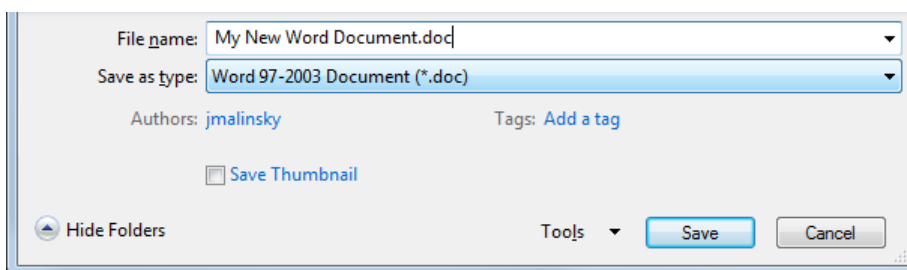 File name: My New Word Document.doc
Save as type: Word 97-2003 Document (*.doc)
Authors: jmalinsky Tags: Add a tag
Save Thumbnail
Hide Folders Tools Save Cancel